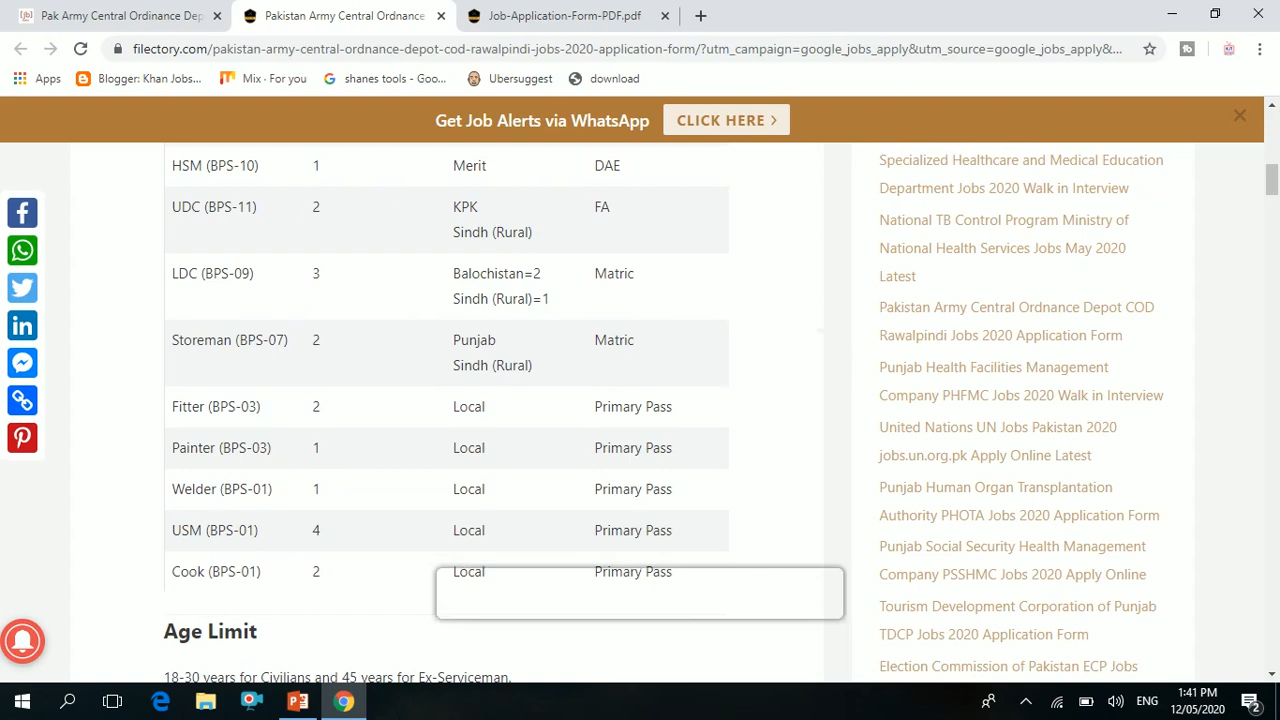 Pak Army Central Ordinance Dep
Pakistan Army Central Ordnance
Job-Application-Form-PDF.pdf
filectory.com/pakistan-army-central-ordnance-depot-cod-rawalpindi-jobs-2020-application-form/?utm_campaign=google_jobs_apply&utm_source=google_jobs_apply&...
Apps
Blogger: Khan Jobs...
Mix · For you
shanes tools - Goo...
Ubersuggest
download
Get Job Alerts via WhatsApp
CLICK HERE >
HSM (BPS-10) 1 Merit DAE
UDC (BPS-11) 2 KPK FA
Sindh (Rural)
LDC (BPS-09) 3 Balochistan=2 Matric
Sindh (Rural)=1
Storeman (BPS-07) 2 Punjab Matric
Sindh (Rural)
Fitter (BPS-03) 2 Local Primary Pass
Painter (BPS-03) 1 Local Primary Pass
Welder (BPS-01) 1 Local Primary Pass
USM (BPS-01) 4 Local Primary Pass
Cook (BPS-01) 2 Local Primary Pass
Age Limit
18-30 years for Civilians and 45 years for Ex-Serviceman.
Specialized Healthcare and Medical Education
Department Jobs 2020 Walk in Interview
National TB Control Program Ministry of
National Health Services Jobs May 2020
Latest
Pakistan Army Central Ordnance Depot COD
Rawalpindi Jobs 2020 Application Form
Punjab Health Facilities Management
Company PHFMC Jobs 2020 Walk in Interview
United Nations UN Jobs Pakistan 2020
jobs.un.org.pk Apply Online Latest
Punjab Human Organ Transplantation
Authority PHOTA Jobs 2020 Application Form
Punjab Social Security Health Management
Company PSSHMC Jobs 2020 Apply Online
Tourism Development Corporation of Punjab
TDCP Jobs 2020 Application Form
Election Commission of Pakistan ECP Jobs
ENG
1:41 PM
12/05/2020
2